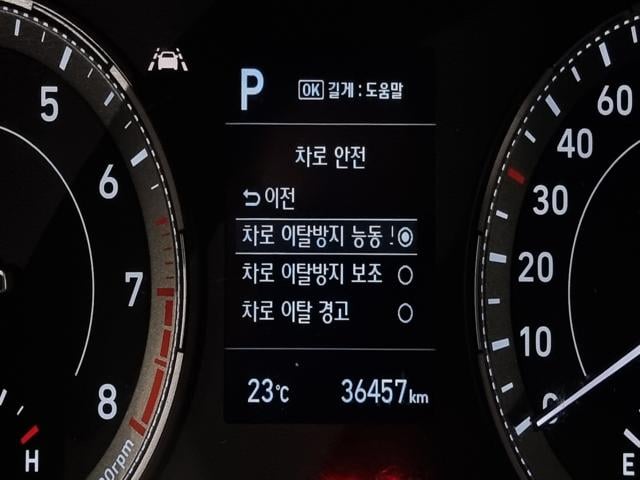 P
OK 길게 : 도움말
차로 안전
이전
차로 이탈방지 능동 !
차로 이탈방지 보조
차로 이탈 경고
23℃
36457km
5
6
7
8
H
60
40
30
20
10
0
E